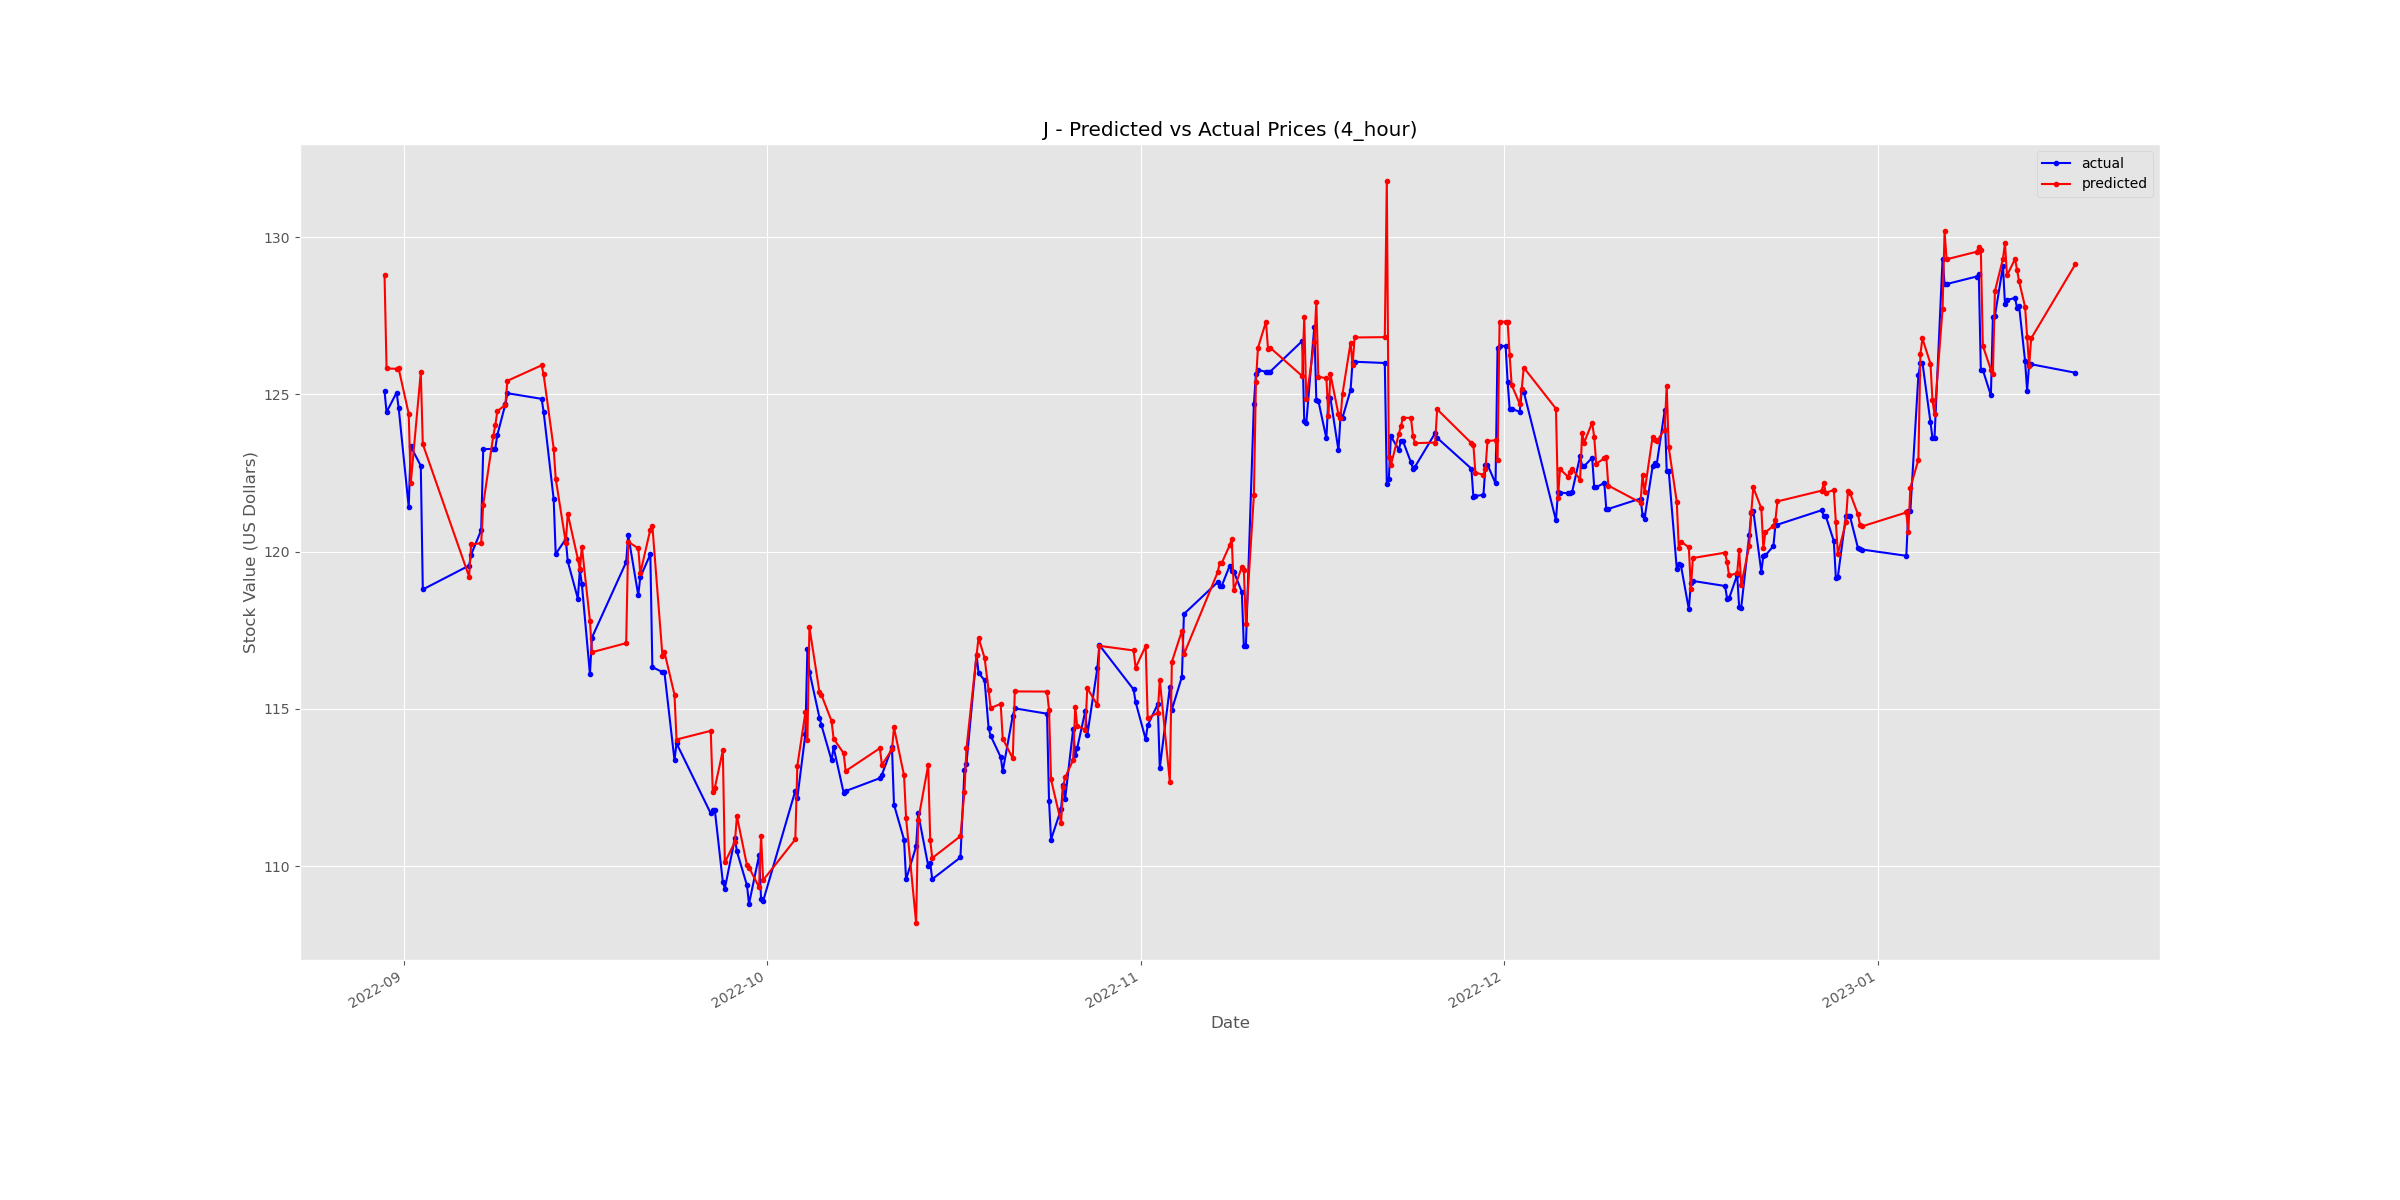 J - Predicted vs Actual Prices (4_hour)
actual
predicted
Stock Value (US Dollars)
130
125
120
115
110
2022-09
2022-10
2022-11
2022-12
2023-01
Date